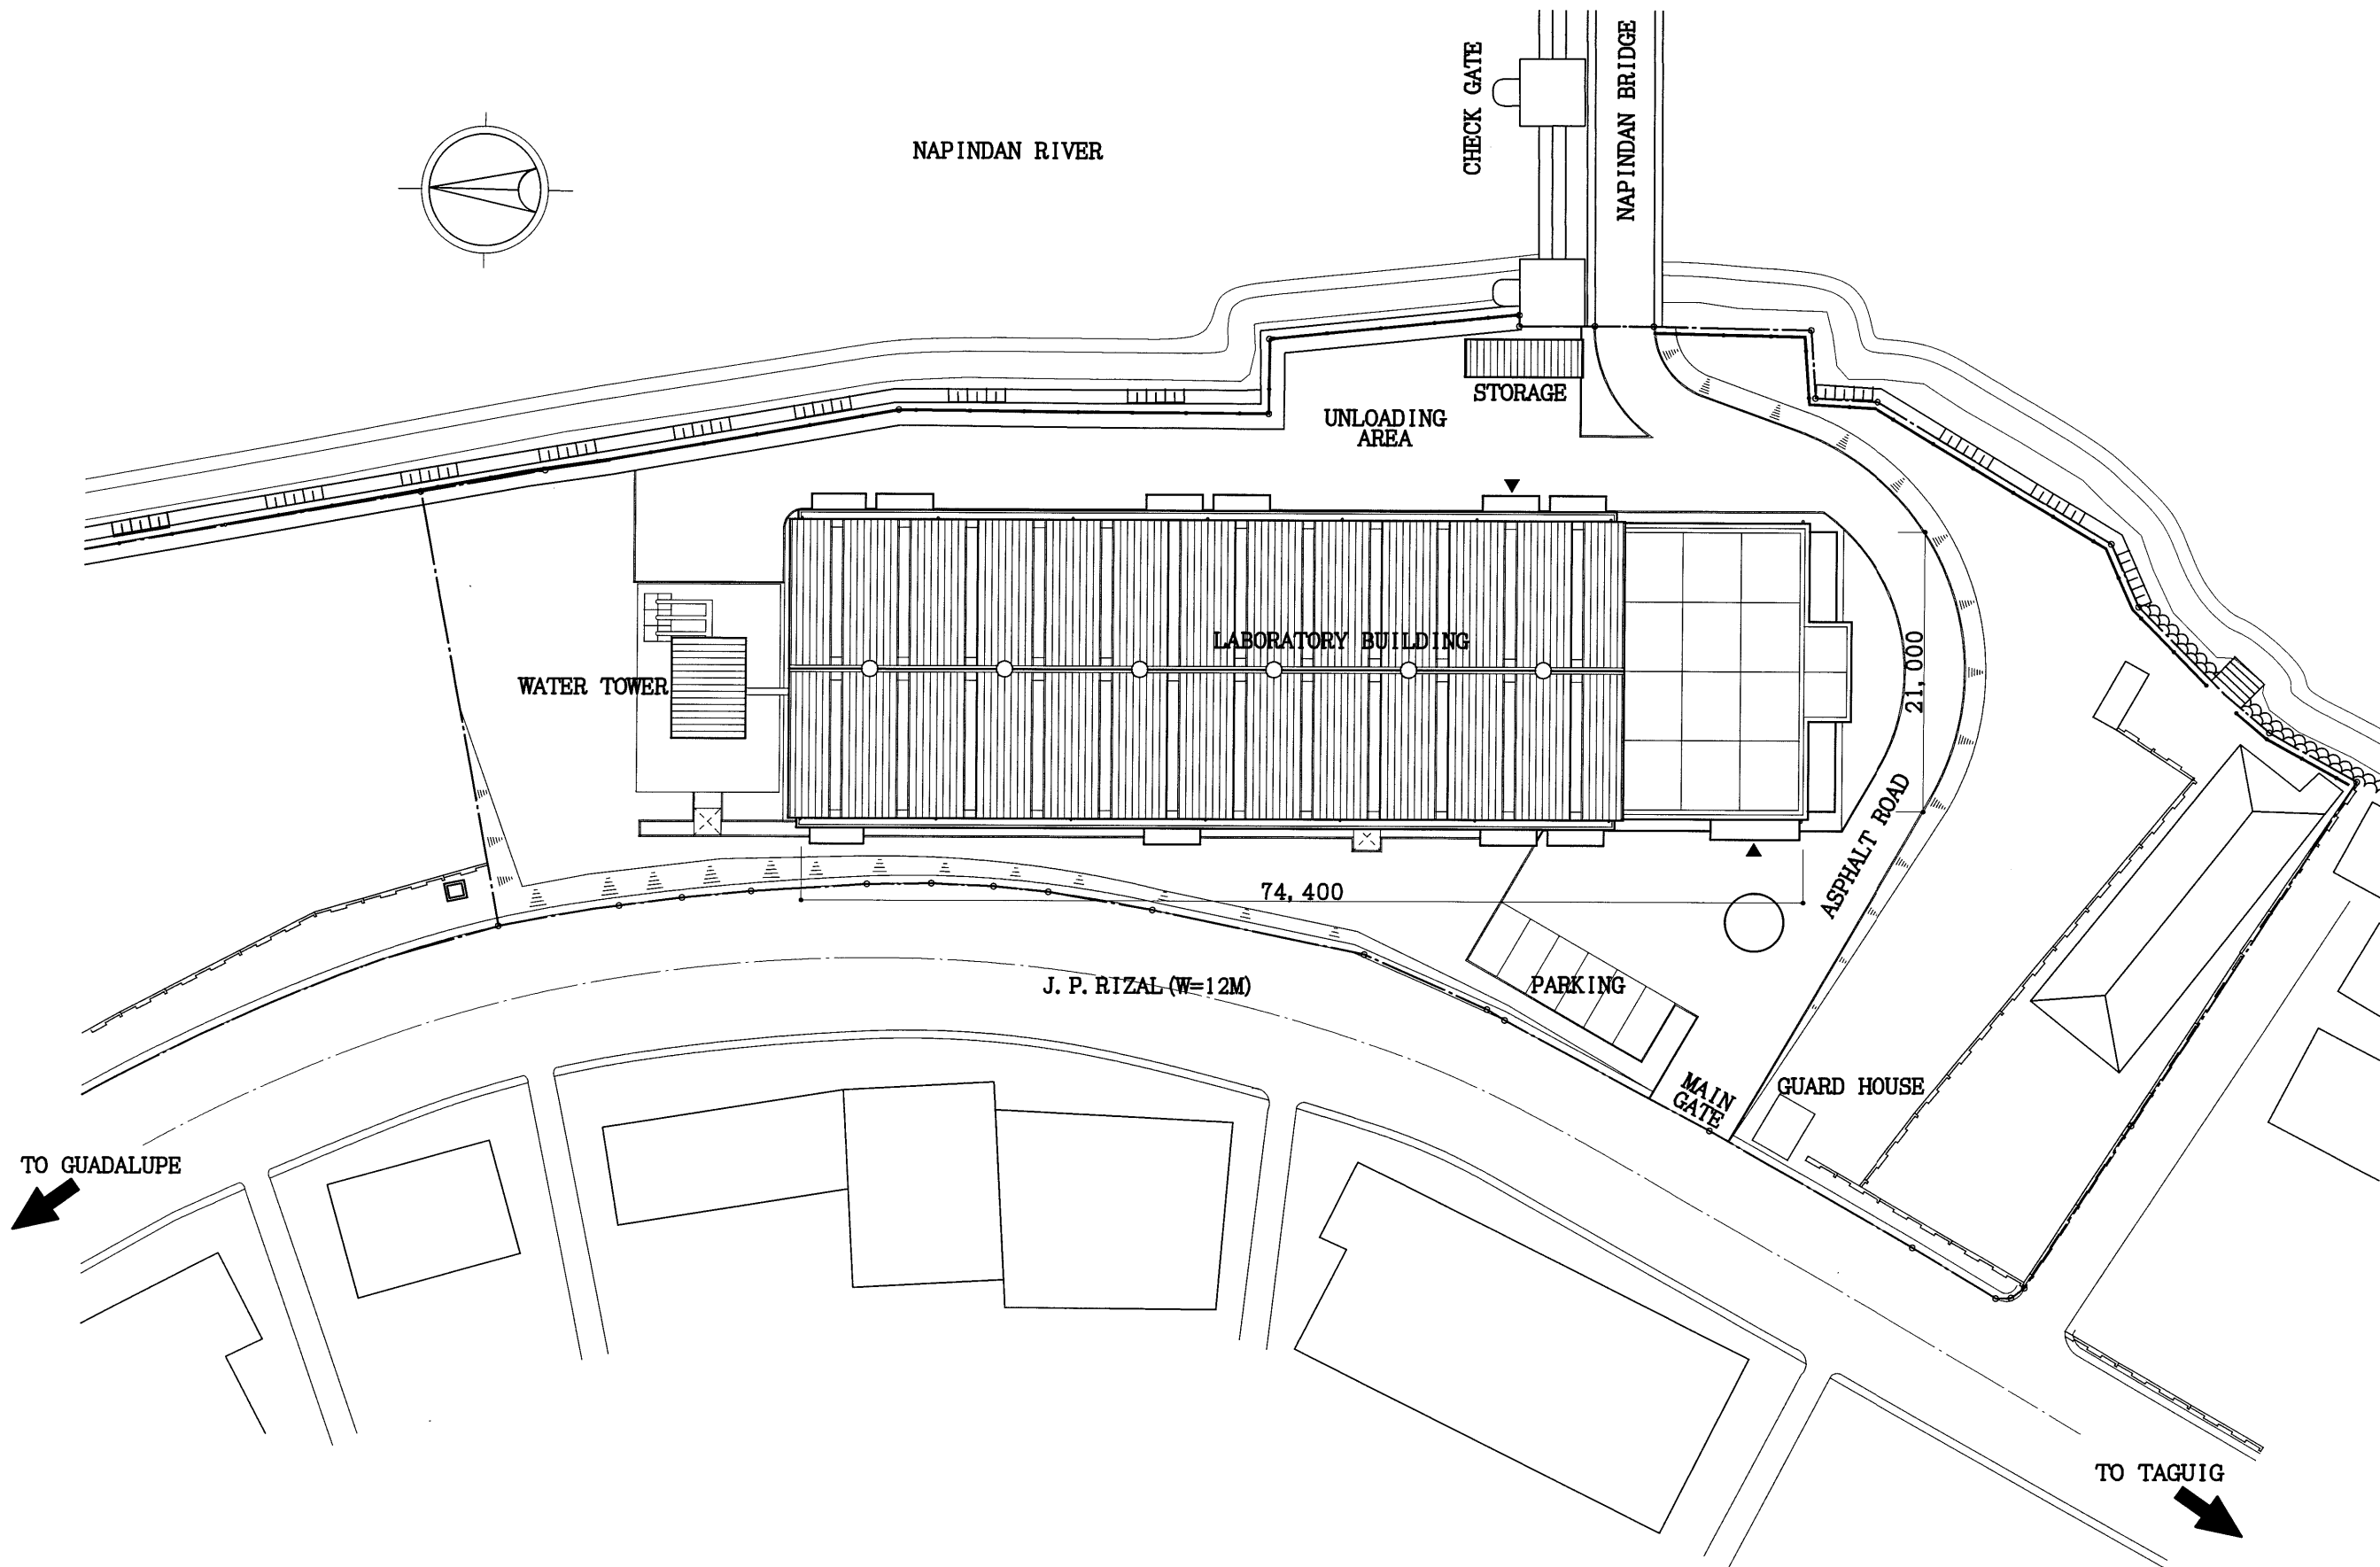 CHECK GATE
NAPINDAN BRIDGE
NAPINDAN RIVER
STORAGE
UNLOADING
AREA
LABORATORY BUILDING
WATER TOWER
21,000
ASPHALT ROAD
74,400
J.P.RIZAL(W=12M)
PARKING
MAIN
GATE
GUARD HOUSE
TO GUADALUPE
TO TAGUIG